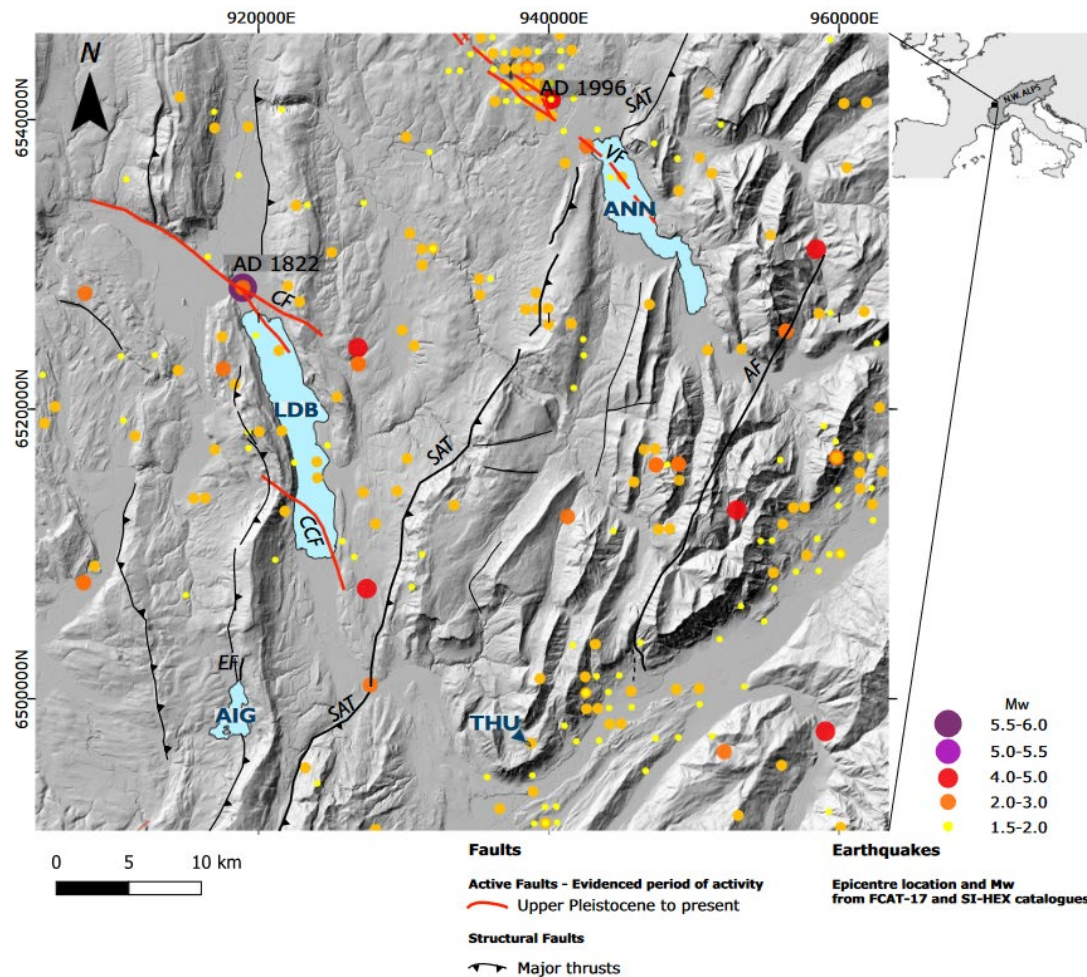 920000E 940000E 960000E
6540000N
6520000N
6500000N
N
AD 1996
SAT
VF
ANN
AD 1822
CF
LDB
AF
SAT
CCF
EF
AIG
SAT
THU
N.W. ALPS
Mw
5.5-6.0
5.0-5.5
4.0-5.0
2.0-3.0
1.5-2.0
0 5 10 km
Faults
Active Faults - Evidenced period of activity
Upper Pleistocene to present
Structural Faults
Major thrusts
Earthquakes
Epicentre location and Mw
from FCAT-17 and SI-HEX catalogues